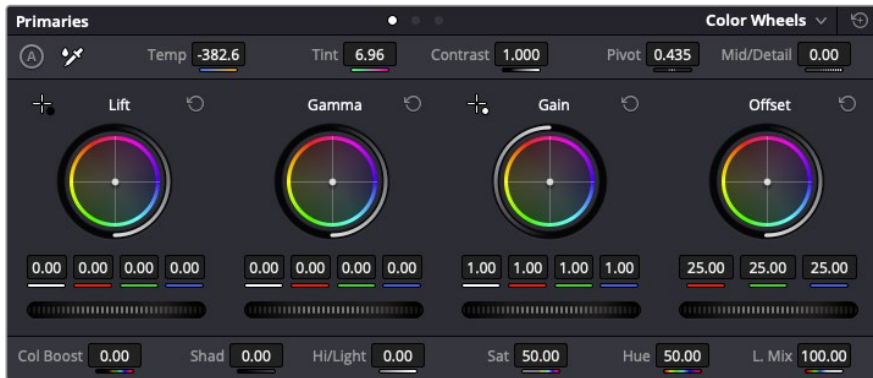 Primaries Color Wheels
A Temp -382.6 Tint 6.96 Contrast 1.000 Pivot 0.435 Mid/Detail 0.00
Lift Gamma Gain Offset
0.00 0.00 0.00 0.00 0.00 0.00 0.00 0.00 1.00 1.00 1.00 1.00 25.00 25.00 25.00
Col Boost 0.00 Shad 0.00 Hi/Light 0.00 Sat 50.00 Hue 50.00 L. Mix 100.00